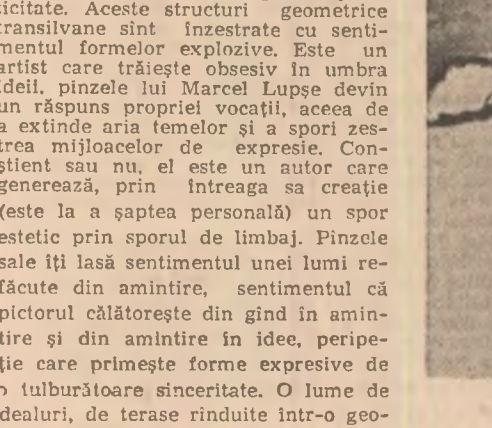 ticitate. Aceste structuri geometrice
transilvane sînt înzestrate cu senti-
mentul formelor explozive. Este un
artist care trăiește obsesiv în umbra
ideii, pinzele lui Marcel Lupșe devin
un răspuns propriei vocații, aceea de
a extinde aria temelor și a spori zes-
trea mijloacelor de expresie. Con-
știent sau nu, el este un autor care
generează, prin întreaga sa creație
(este la a șaptea personală) un spor
estetic prin sporul de limbaj. Pinzele
sale îți lasă sentimentul unei lumi re-
făcute din amintire, sentimentul că
pictorul călătorește din gînd în amin-
tire și din amintire în idee, peripe-
ție care primește forme expresive de
o tulburătoare sinceritate. O lume de
dealuri, de terase rînduite într-o geo-